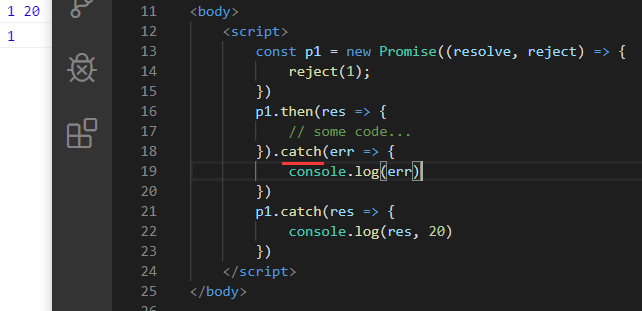 1 20
1
11 <body>
12 <script>
13 const p1 = new Promise((resolve, reject) => {
14 reject(1);
15 })
16 p1.then(res => {
17 // some code...
18 }).catch(err => {
19 console.log(err)
20 })
21 p1.catch(res => {
22 console.log(res, 20)
23 })
24 </script>
25 </body>